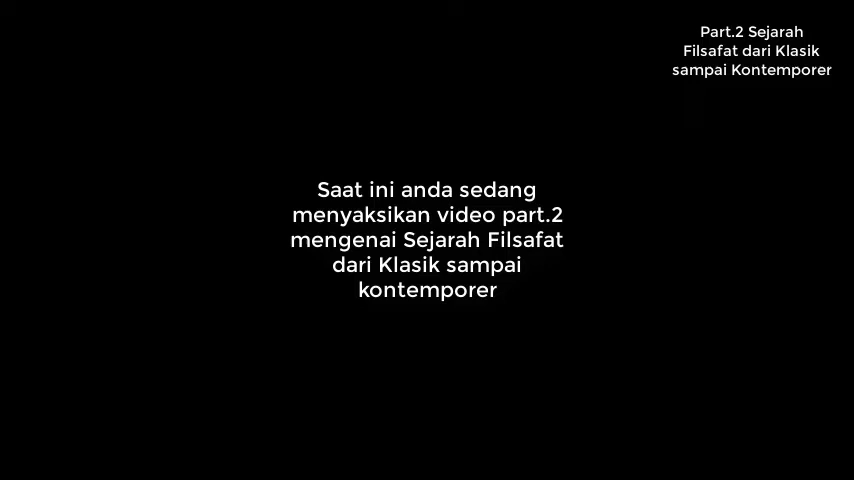 Part.2 Sejarah
Filsafat dari Klasik
sampai Kontemporer
Saat ini anda sedang
menyaksikan video part.2
mengenai Sejarah Filsafat
dari Klasik sampai
kontemporer